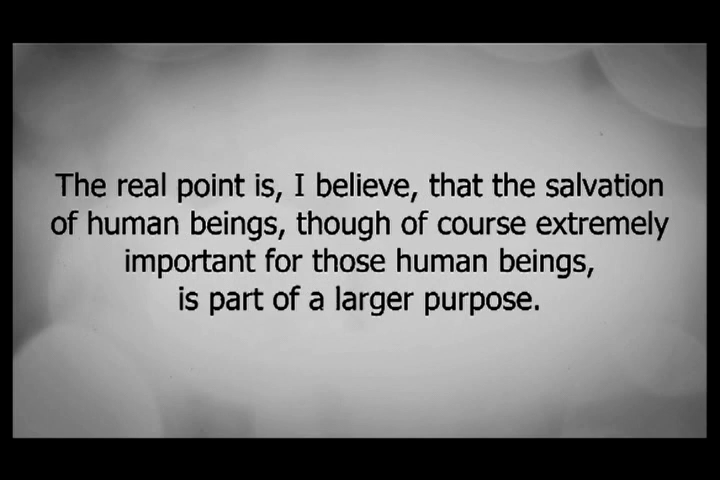 The real point is, I believe, that the salvation
of human beings, though of course extremely
important for those human beings,
is part of a larger purpose.